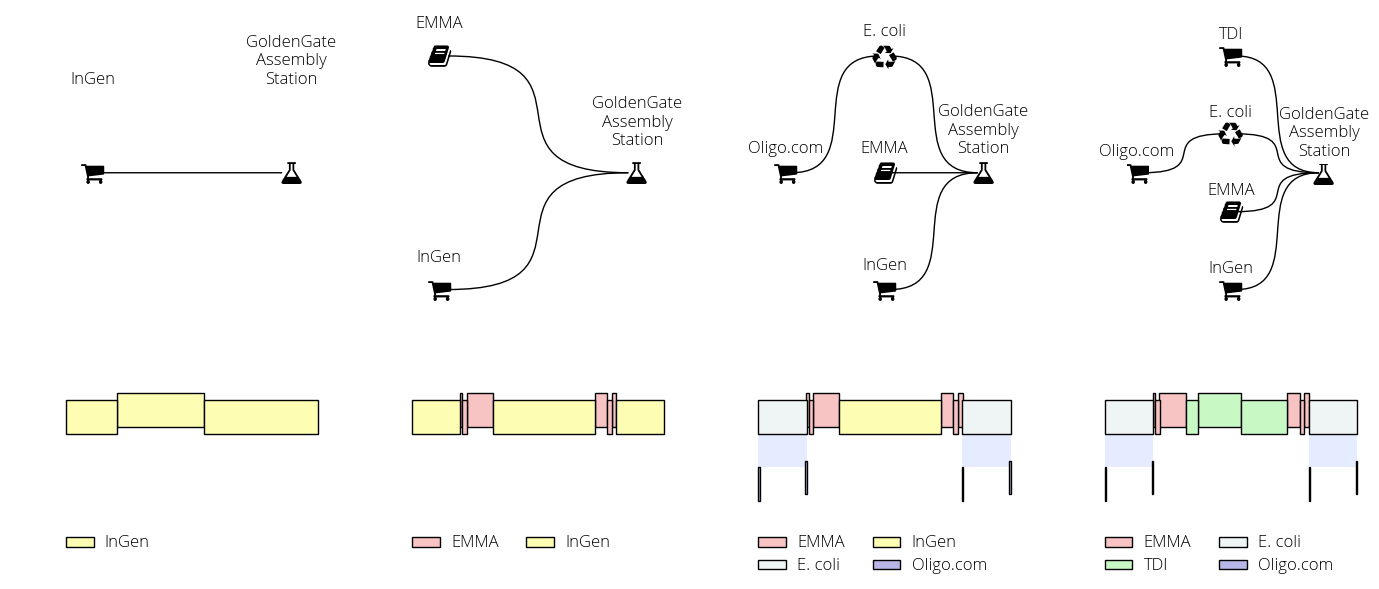 InGen
GoldenGate
Assembly
Station
EMMA
GoldenGate
Assembly
Station
InGen
E. coli
Oligo.com
EMMA
GoldenGate
Assembly
Station
InGen
TDI
E. coli
Oligo.com
GoldenGate
Assembly
Station
EMMA
InGen
InGen
EMMA InGen
EMMA InGen
E. coli Oligo.com
EMMA E. coli
TDI Oligo.com